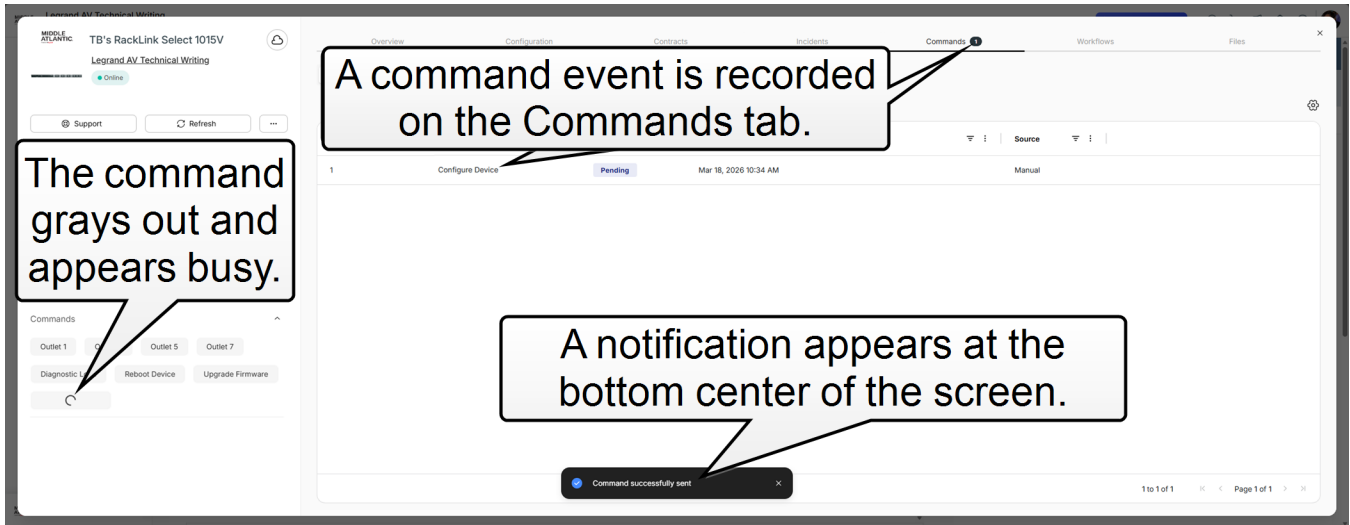 Legrand AV Technical Writing
MIDDLE ATLANTIC
TB's RackLink Select 1015V
Legrand AV Technical Writing
Online
Support
Refresh
The command
grays out and
appears busy.
Commands
Outlet 1
Outlet 5
Outlet 7
Diagnostic
Reboot Device
Upgrade Firmware
Overview
Configuration
Contracts
Incidents
Commands 1
Workflows
Files
A command event is recorded
on the Commands tab.
Source
1
Configure Device
Pending
Mar 18, 2026 10:34 AM
Manual
A notification appears at the
bottom center of the screen.
Command successfully sent
1 to 1 of 1
Page 1 of 1